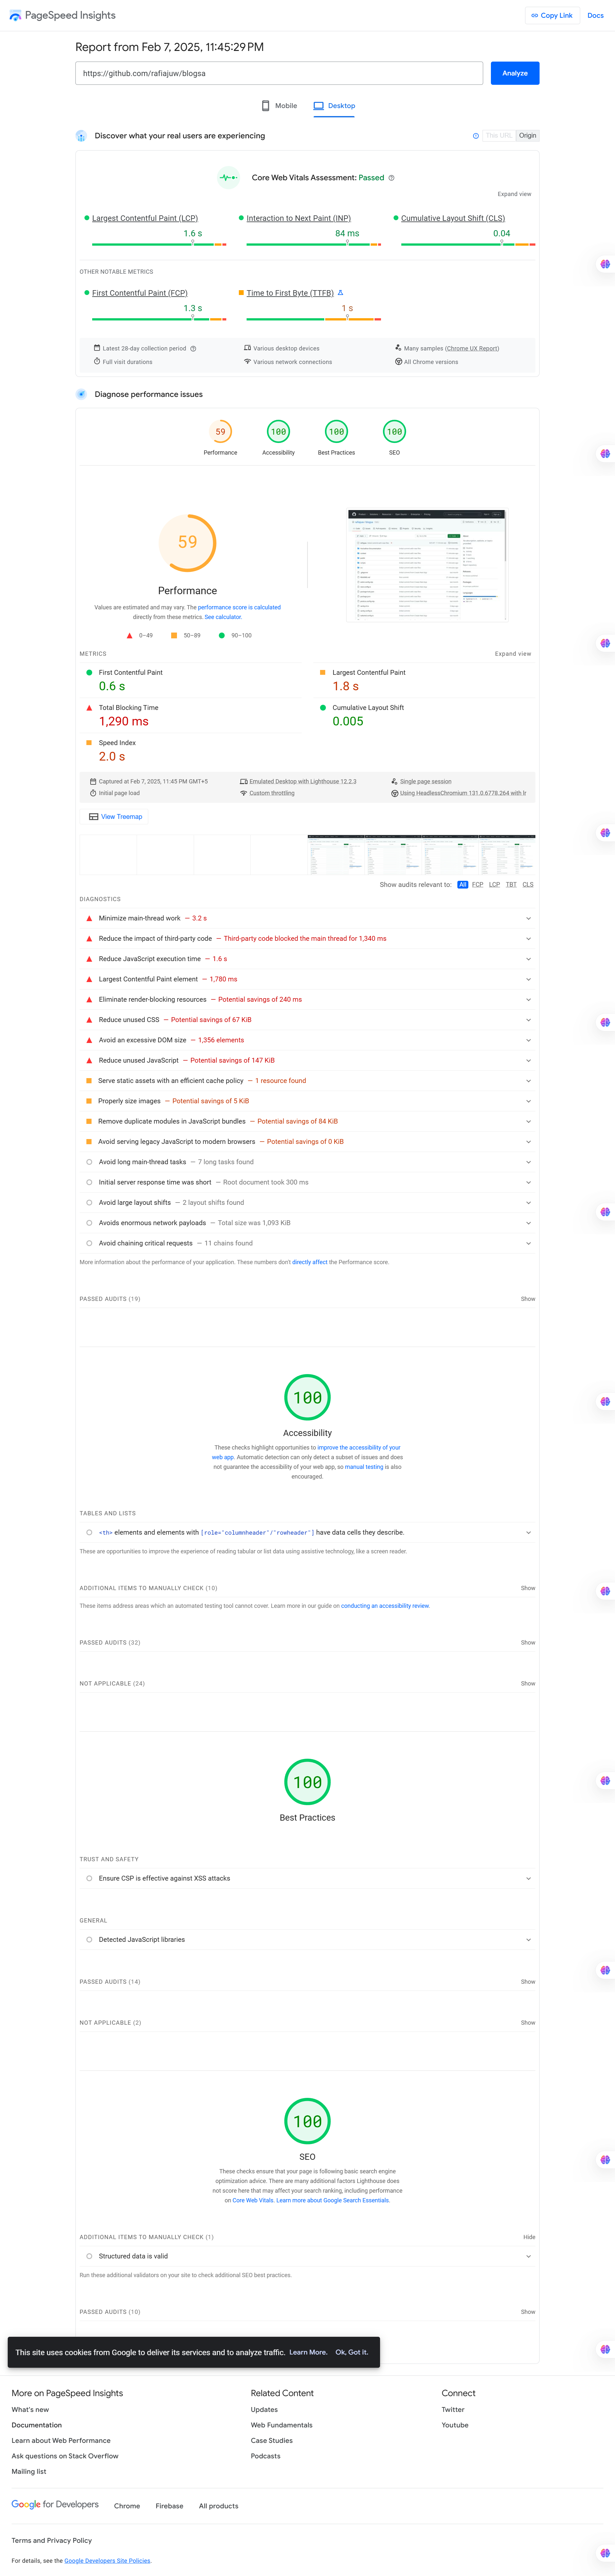 PageSpeed Insights
Copy Link
Docs
Report from Feb 7, 2025, 11:45:29 PM
https://github.com/rafiajuw/blogsa
Analyze
Mobile
Desktop
Discover what your real users are experiencing
This URL
Origin
Core Web Vitals Assessment: Passed
Expand view
Largest Contentful Paint (LCP)
1.6 s
Interaction to Next Paint (INP)
84 ms
Cumulative Layout Shift (CLS)
0.04
OTHER NOTABLE METRICS
First Contentful Paint (FCP)
1.3 s
Time to First Byte (TTFB)
1 s
Latest 28-day collection period
Various desktop devices
Many samples (Chrome UX Report)
Full visit durations
Various network connections
All Chrome versions
Diagnose performance issues
59
100
100
100
Performance
Accessibility
Best Practices
SEO
59
Performance
Values are estimated and may vary. The performance score is calculated
directly from these metrics. See calculator.
0–49
50–89
90–100
METRICS
Expand view
First Contentful Paint
0.6 s
Largest Contentful Paint
1.8 s
Total Blocking Time
1,290 ms
Cumulative Layout Shift
0.005
Speed Index
2.0 s
Captured at Feb 7, 2025, 11:45 PM GMT+5
Emulated Desktop with Lighthouse 12.2.3
Single page session
Initial page load
Custom throttling
Using HeadlessChromium 131.0.6778.264 with lr
View Treemap
Show audits relevant to:
All
FCP
LCP
TBT
CLS
DIAGNOSTICS
Minimize main-thread work — 3.2 s
Reduce the impact of third-party code — Third-party code blocked the main thread for 1,340 ms
Reduce JavaScript execution time — 1.6 s
Largest Contentful Paint element — 1,780 ms
Eliminate render-blocking resources — Potential savings of 240 ms
Reduce unused CSS — Potential savings of 67 KiB
Avoid an excessive DOM size — 1,356 elements
Reduce unused JavaScript — Potential savings of 147 KiB
Serve static assets with an efficient cache policy — 1 resource found
Properly size images — Potential savings of 5 KiB
Remove duplicate modules in JavaScript bundles — Potential savings of 84 KiB
Avoid serving legacy JavaScript to modern browsers — Potential savings of 0 KiB
Avoid long main-thread tasks — 7 long tasks found
Initial server response time was short — Root document took 300 ms
Avoid large layout shifts — 2 layout shifts found
Avoids enormous network payloads — Total size was 1,093 KiB
Avoid chaining critical requests — 11 chains found
More information about the performance of your application. These numbers don't directly affect the Performance score.
PASSED AUDITS (19)
Show
100
Accessibility
These checks highlight opportunities to improve the accessibility of your
web app. Automatic detection can only detect a subset of issues and does
not guarantee the accessibility of your web app, so manual testing is also
encouraged.
TABLES AND LISTS
<th> elements and elements with [role="columnheader"/"rowheader"] have data cells they describe.
These are opportunities to improve the experience of reading tabular or list data using assistive technology, like a screen reader.
ADDITIONAL ITEMS TO MANUALLY CHECK (10)
Show
These items address areas which an automated testing tool cannot cover. Learn more in our guide on conducting an accessibility review.
PASSED AUDITS (32)
Show
NOT APPLICABLE (24)
Show
100
Best Practices
TRUST AND SAFETY
Ensure CSP is effective against XSS attacks
GENERAL
Detected JavaScript libraries
PASSED AUDITS (14)
Show
NOT APPLICABLE (2)
Show
100
SEO
These checks ensure that your page is following basic search engine
optimization advice. There are many additional factors Lighthouse does
not score here that may affect your search ranking, including performance
on Core Web Vitals. Learn more about Google Search Essentials.
ADDITIONAL ITEMS TO MANUALLY CHECK (1)
Hide
Structured data is valid
Run these additional validators on your site to check additional SEO best practices.
PASSED AUDITS (10)
Show
This site uses cookies from Google to deliver its services and to analyze traffic. Learn More. Ok, Got it.
More on PageSpeed Insights
What's new
Documentation
Learn about Web Performance
Ask questions on Stack Overflow
Mailing list
Related Content
Updates
Web Fundamentals
Case Studies
Podcasts
Connect
Twitter
Youtube
Google for Developers
Chrome
Firebase
All products
Terms and Privacy Policy
For details, see the Google Developers Site Policies.